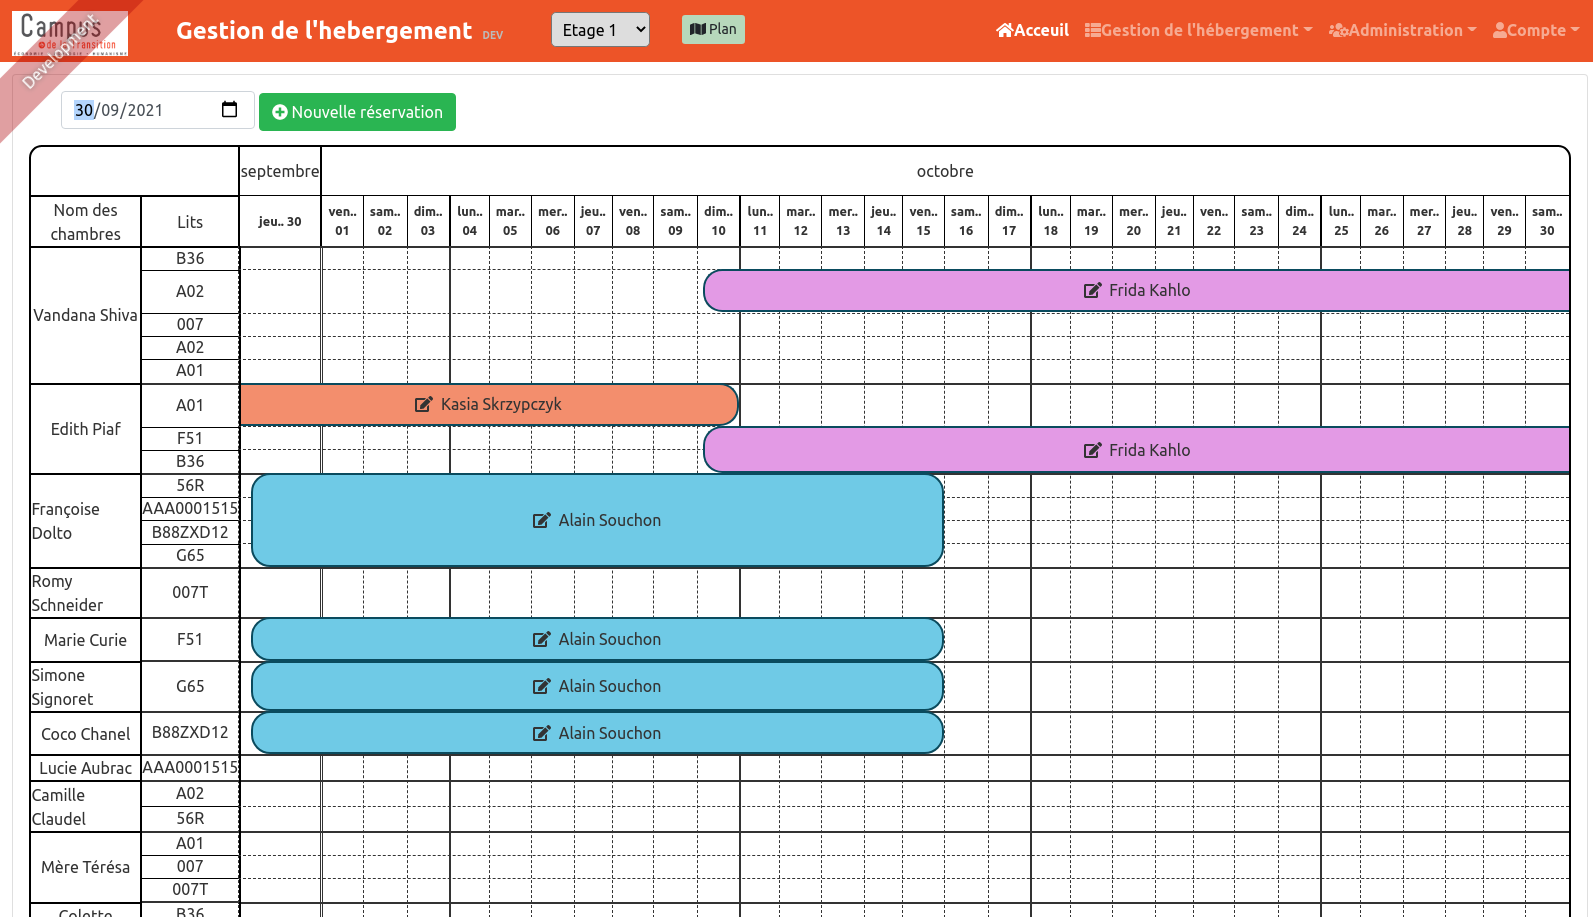 Campus
de la Transition
Development
Gestion de l'hebergement DEV
Etage 1
Plan
Acceuil
Gestion de l'hébergement
Administration
Compte
30/09/2021
Nouvelle réservation
septembre
octobre
Nom des
chambres
Lits
jeu.. 30
ven.. 01
sam.. 02
dim.. 03
lun.. 04
mar.. 05
mer.. 06
jeu.. 07
ven.. 08
sam.. 09
dim.. 10
lun.. 11
mar.. 12
mer.. 13
jeu.. 14
ven.. 15
sam.. 16
dim.. 17
lun.. 18
mar.. 19
mer.. 20
jeu.. 21
ven.. 22
sam.. 23
dim.. 24
lun.. 25
mar.. 26
mer.. 27
jeu.. 28
ven.. 29
sam.. 30
Vandana Shiva
B36
A02
Frida Kahlo
007
A02
A01
Edith Piaf
A01
Kasia Skrzypczyk
F51
B36
Frida Kahlo
Françoise
Dolto
56R
AAA0001515
B88ZXD12
G65
Alain Souchon
Romy
Schneider
007T
Marie Curie
F51
Alain Souchon
Simone
Signoret
G65
Alain Souchon
Coco Chanel
B88ZXD12
Alain Souchon
Lucie Aubrac
AAA0001515
Camille
Claudel
A02
56R
Mère Térésa
A01
007
007T
Colette
B36